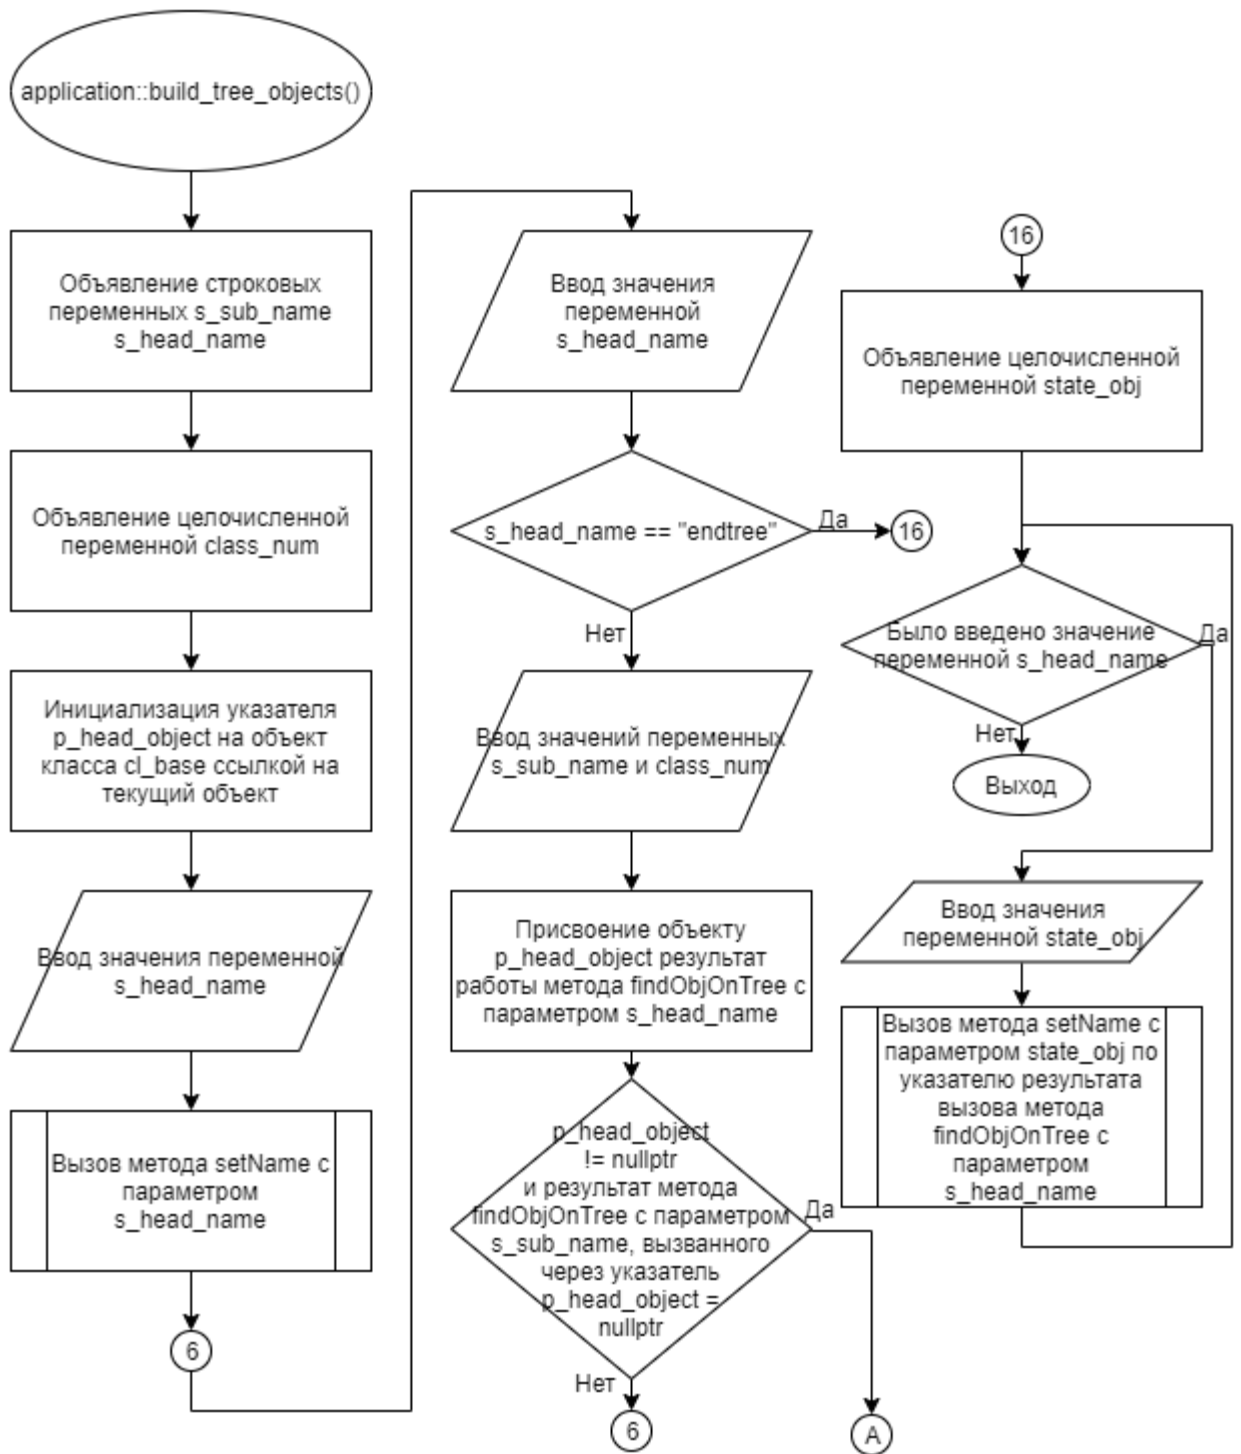 application::build_tree_objects()
Объявление строковых
переменных s_sub_name
s_head_name
Объявление целочисленной
переменной class_num
Инициализация указателя
p_head_object на объект
класса cl_base ссылкой на
текущий объект
Ввод значения переменной
s_head_name
Вызов метода setName с
параметром
s_head_name
6
Ввод значения
переменной
s_head_name
s_head_name == "endtree"
Да
16
Нет
Ввод значений переменных
s_sub_name и class_num
Присвоение объекту
p_head_object результат
работы метода findObjOnTree с
параметром s_head_name
p_head_object
!= nullptr
и результат метода
findObjOnTree с параметром
s_sub_name, вызванного
через указатель
p_head_object =
nullptr
Да
Нет
6
A
16
Объявление целочисленной
переменной state_obj
Было введено значение
переменной s_head_name
Да
Нет
Выход
Ввод значения
переменной state_obj
Вызов метода setName с
параметром state_obj по
указателю результата
вызова метода
findObjOnTree с
параметром
s_head_name